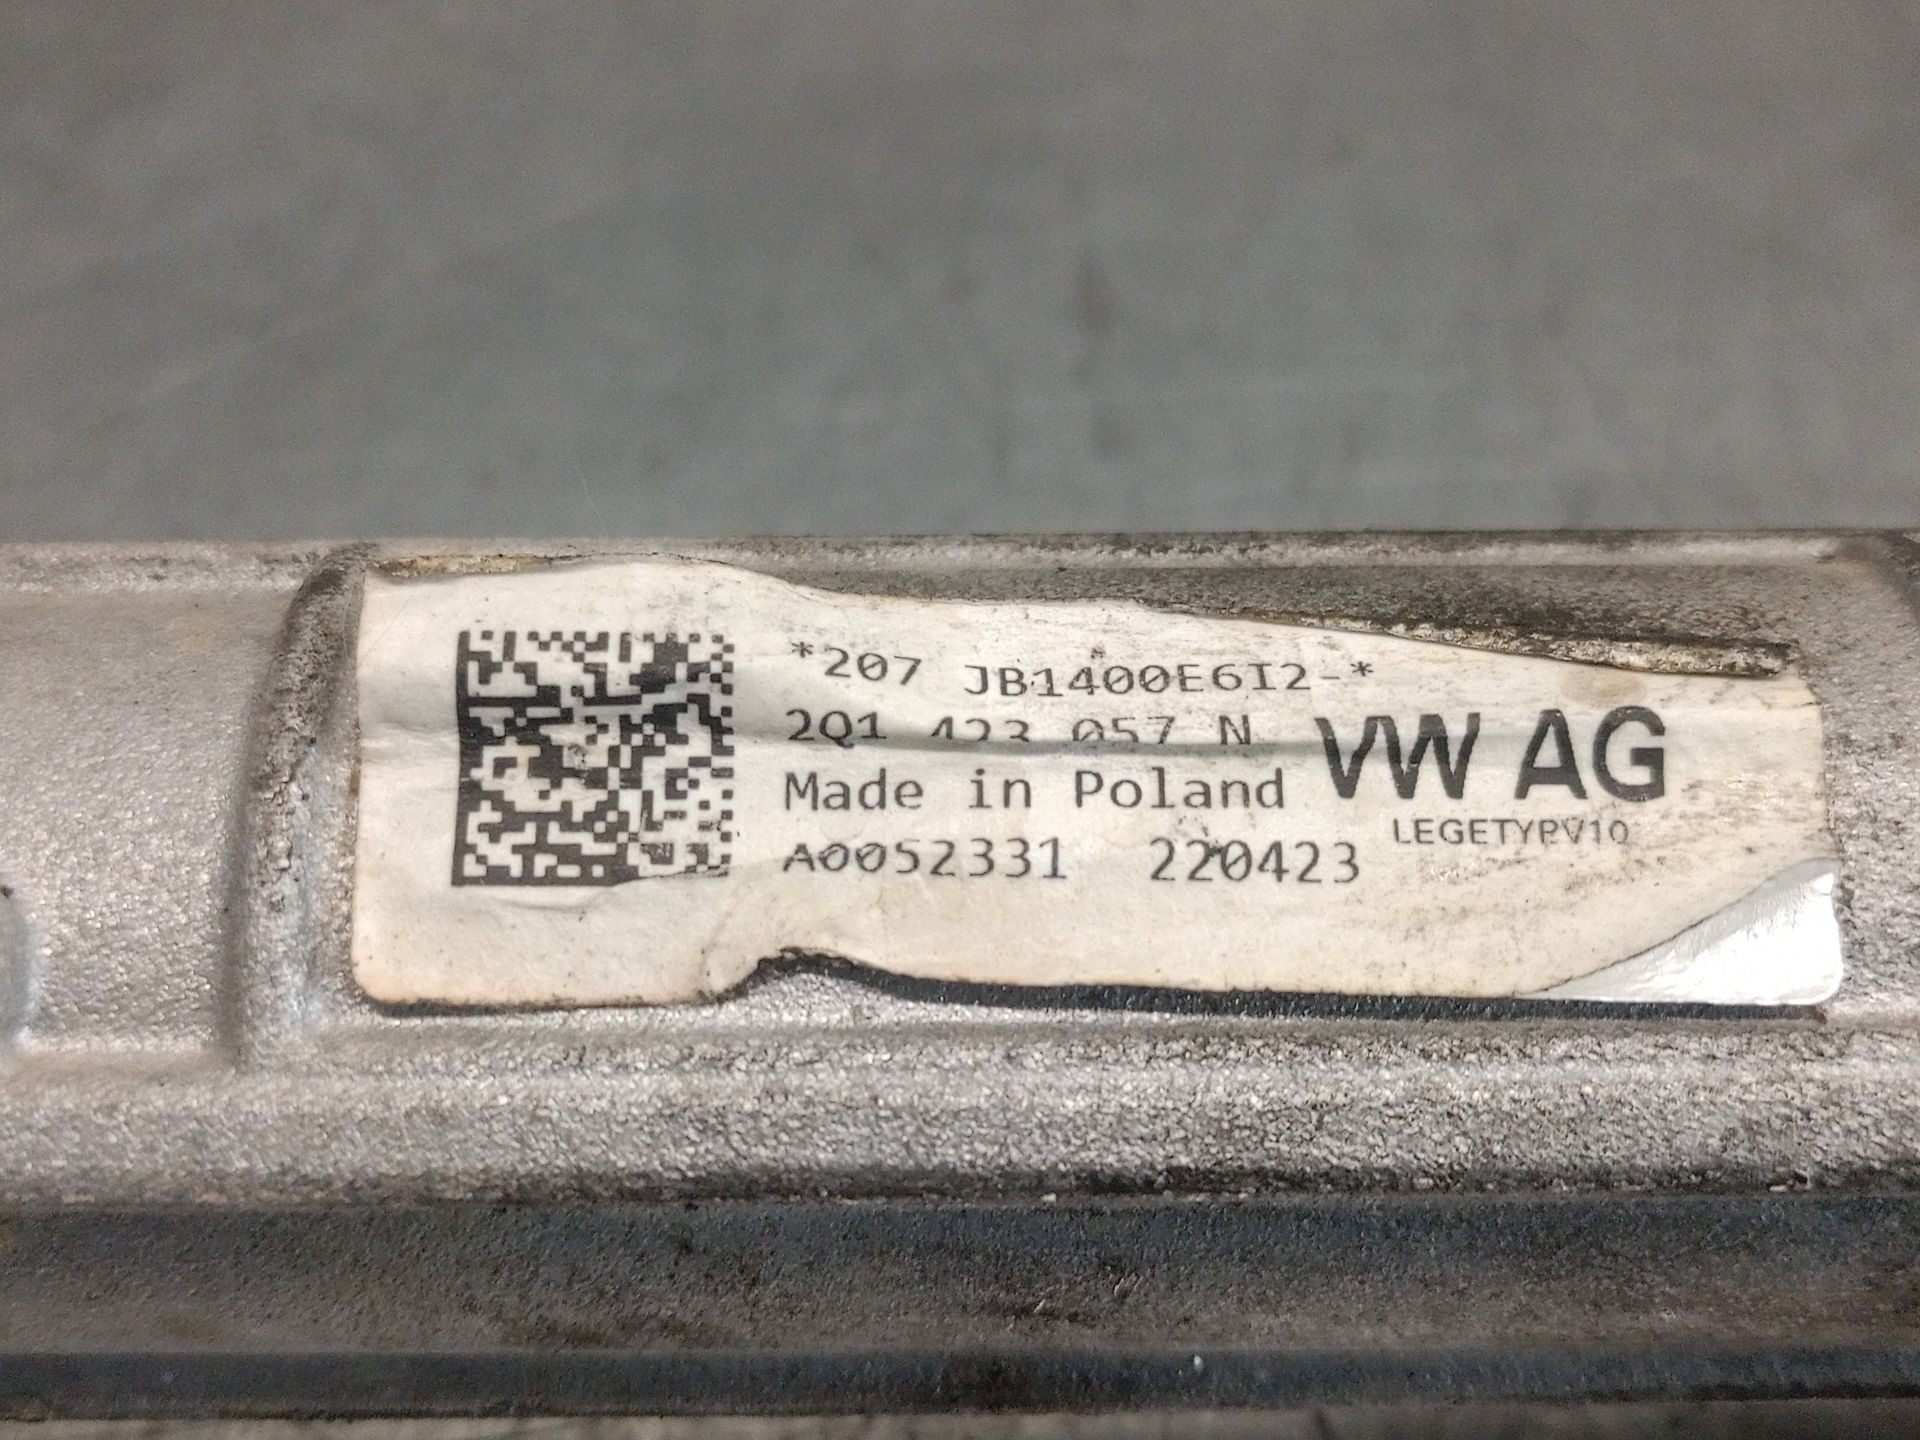 *207 JB1400E6I2-*
2Q1 423 057 N
VW AG
Made in Poland
LEGETYPV10
A0052331 220423